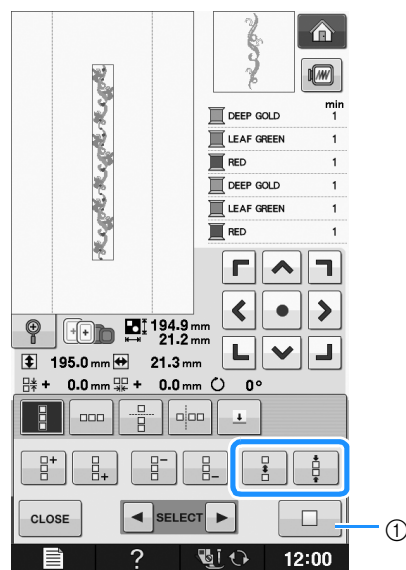 min
DEEP GOLD 1
LEAF GREEN 1
RED 1
DEEP GOLD 1
LEAF GREEN 1
RED 1
194.9 mm
21.2 mm
195.0 mm 21.3 mm
+ 0.0 mm + 0.0 mm 0°
CLOSE SELECT
①
? 12:00